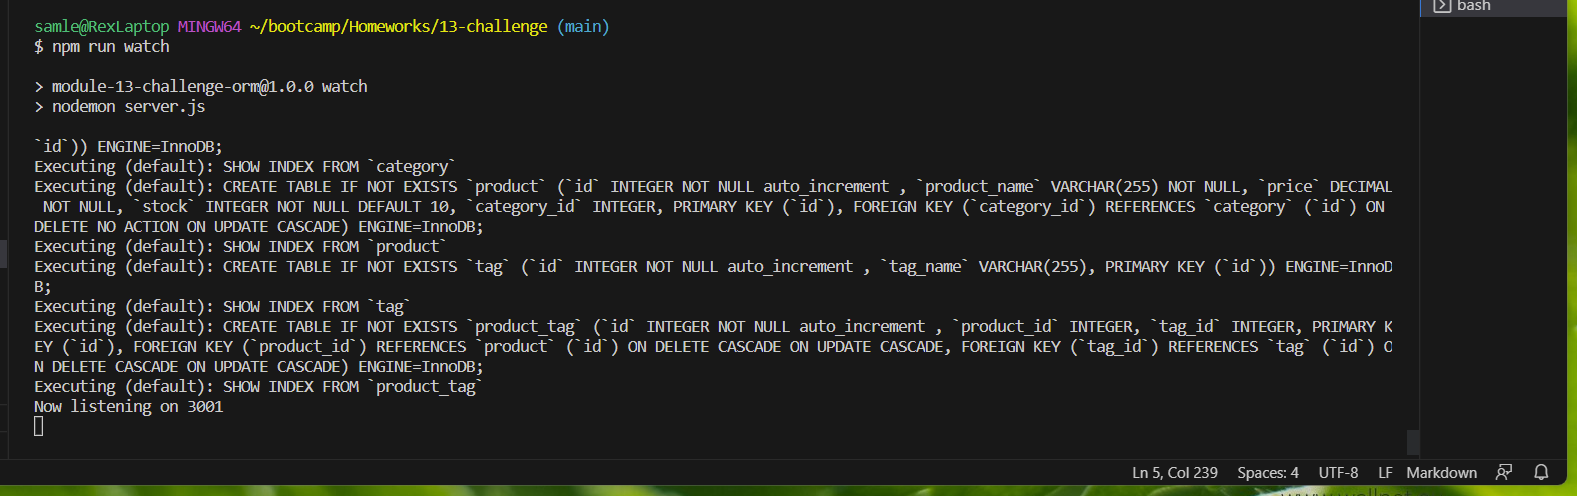 bash
samle@RexLaptop MINGW64 ~/bootcamp/Homeworks/13-challenge (main)
$ npm run watch
> module-13-challenge-orm@1.0.0 watch
> nodemon server.js
`id`)) ENGINE=InnoDB;
Executing (default): SHOW INDEX FROM `category`
Executing (default): CREATE TABLE IF NOT EXISTS `product` (`id` INTEGER NOT NULL auto_increment , `product_name` VARCHAR(255) NOT NULL, `price` DECIMAL
NOT NULL, `stock` INTEGER NOT NULL DEFAULT 10, `category_id` INTEGER, PRIMARY KEY (`id`), FOREIGN KEY (`category_id`) REFERENCES `category` (`id`) ON
DELETE NO ACTION ON UPDATE CASCADE) ENGINE=InnoDB;
Executing (default): SHOW INDEX FROM `product`
Executing (default): CREATE TABLE IF NOT EXISTS `tag` (`id` INTEGER NOT NULL auto_increment , `tag_name` VARCHAR(255), PRIMARY KEY (`id`)) ENGINE=InnoD
B;
Executing (default): SHOW INDEX FROM `tag`
Executing (default): CREATE TABLE IF NOT EXISTS `product_tag` (`id` INTEGER NOT NULL auto_increment , `product_id` INTEGER, `tag_id` INTEGER, PRIMARY K
EY (`id`), FOREIGN KEY (`product_id`) REFERENCES `product` (`id`) ON DELETE CASCADE ON UPDATE CASCADE, FOREIGN KEY (`tag_id`) REFERENCES `tag` (`id`) O
N DELETE CASCADE ON UPDATE CASCADE) ENGINE=InnoDB;
Executing (default): SHOW INDEX FROM `product_tag`
Now listening on 3001
Ln 5, Col 239 Spaces: 4 UTF-8 LF Markdown